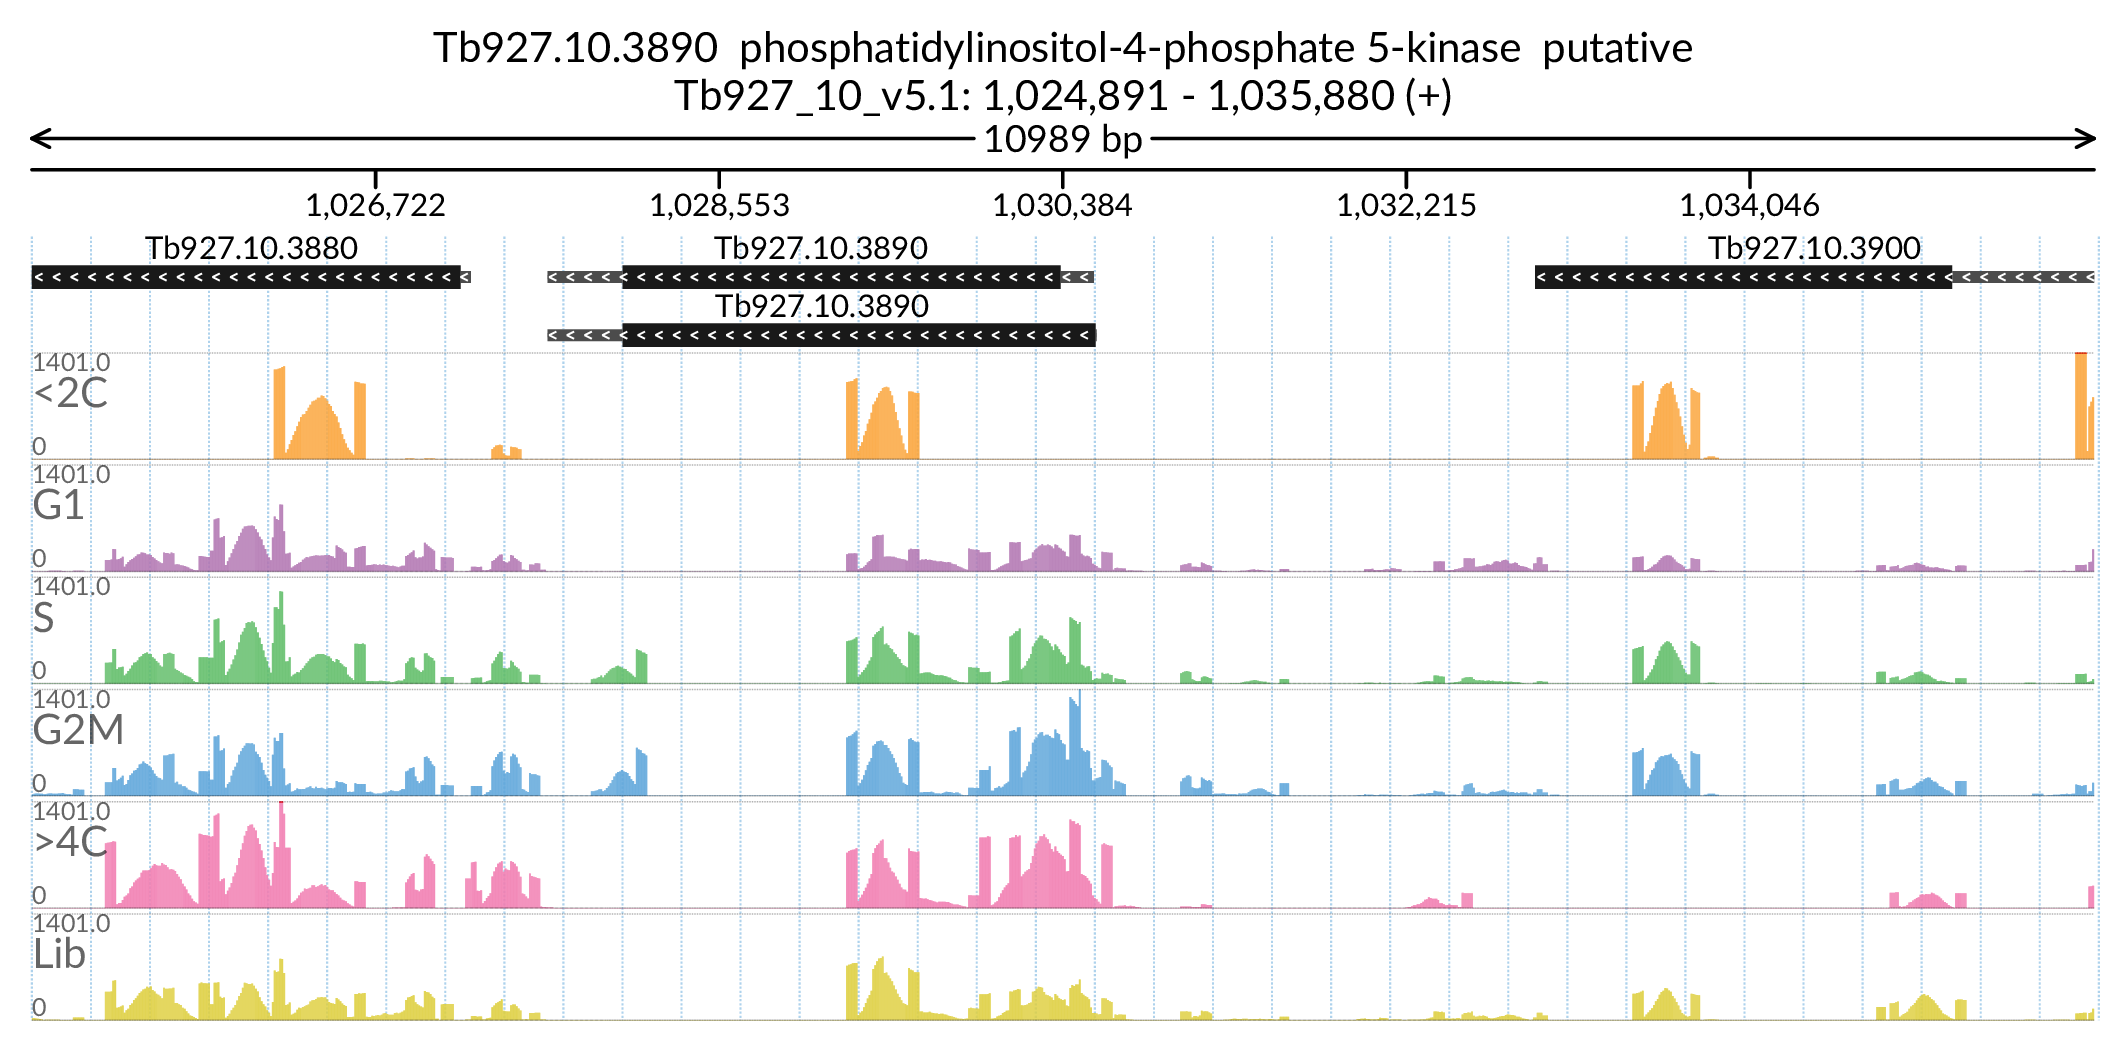 Tb927.10.3890 phosphatidylinositol-4-phosphate 5-kinase putative
Tb927_10_v5.1: 1,024,891 - 1,035,880 (+)
10989 bp
1,026,722 1,028,553 1,030,384 1,032,215 1,034,046
Tb927.10.3880 Tb927.10.3890 Tb927.10.3900
Tb927.10.3890
1401.0
<2C
0
1401.0
G1
0
1401.0
S
0
1401.0
G2M
0
1401.0
>4C
0
1401.0
Lib
0